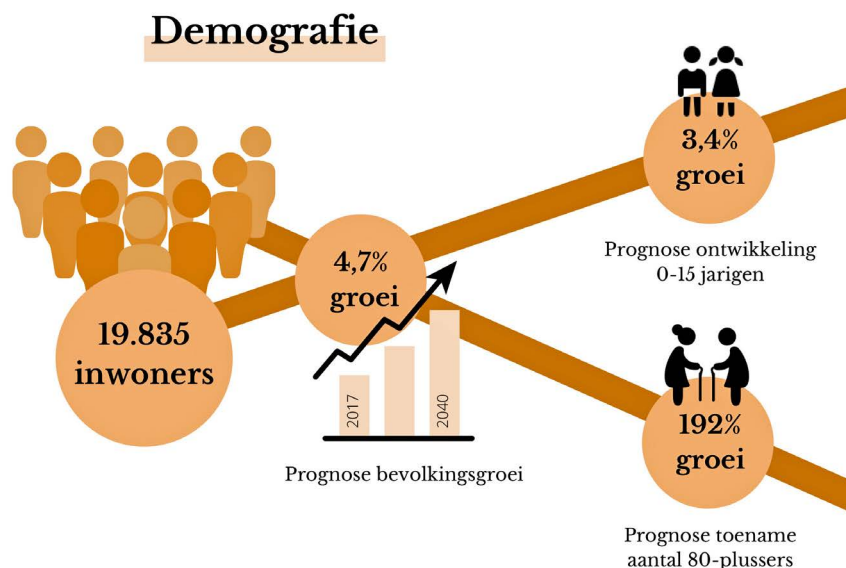 Demografie
19.835
inwoners
4,7%
groei
2017
2040
Prognose bevolkingsgroei
3,4%
groei
Prognose ontwikkeling
0-15 jarigen
192%
groei
Prognose toename
aantal 80-plussers